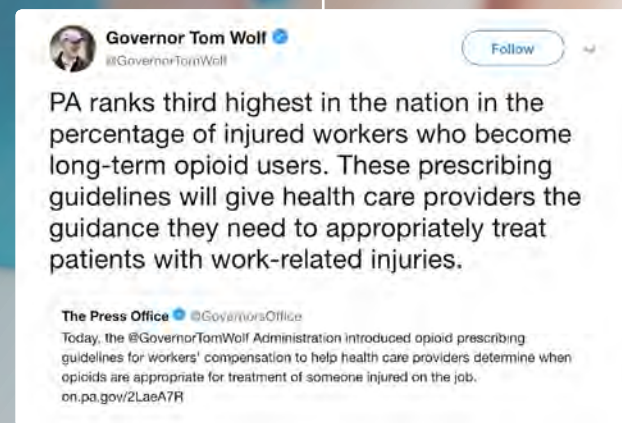 Governor Tom Wolf
@GovernorTomWolf
Follow
PA ranks third highest in the nation in the
percentage of injured workers who become
long-term opioid users. These prescribing
guidelines will give health care providers the
guidance they need to appropriately treat
patients with work-related injuries.
The Press Office @GovernorsOffice
Today, the @GovernorTomWolf Administration introduced opioid prescribing
guidelines for workers' compensation to help health care providers determine when
opioids are appropriate for treatment of someone injured on the job.
on.pa.gov/2LaeA7R